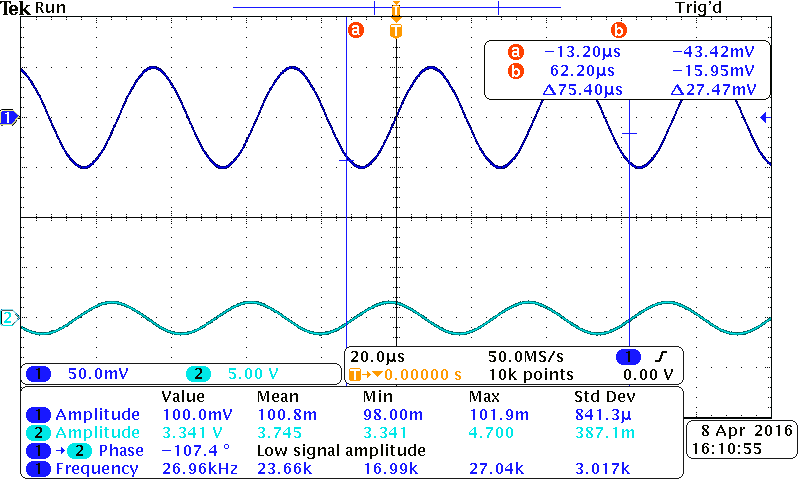 Tek Run T Trig'd
a T b
a −13.20µs −43.42mV
b 62.20µs −15.95mV
Δ75.40µs Δ27.47mV
1
2
1 50.0mV 2 5.00 V
20.0µs 50.0MS/s 1
T→▼0.00000 s 10k points 0.00 V
Value Mean Min Max Std Dev
1 Amplitude 100.0mV 100.8m 98.00m 101.9m 841.3µ
2 Amplitude 3.341 V 3.745 3.341 4.700 387.1m
1 → 2 Phase −107.4 ° Low signal amplitude
1 Frequency 26.96kHz 23.66k 16.99k 27.04k 3.017k
8 Apr 2016
16:10:55